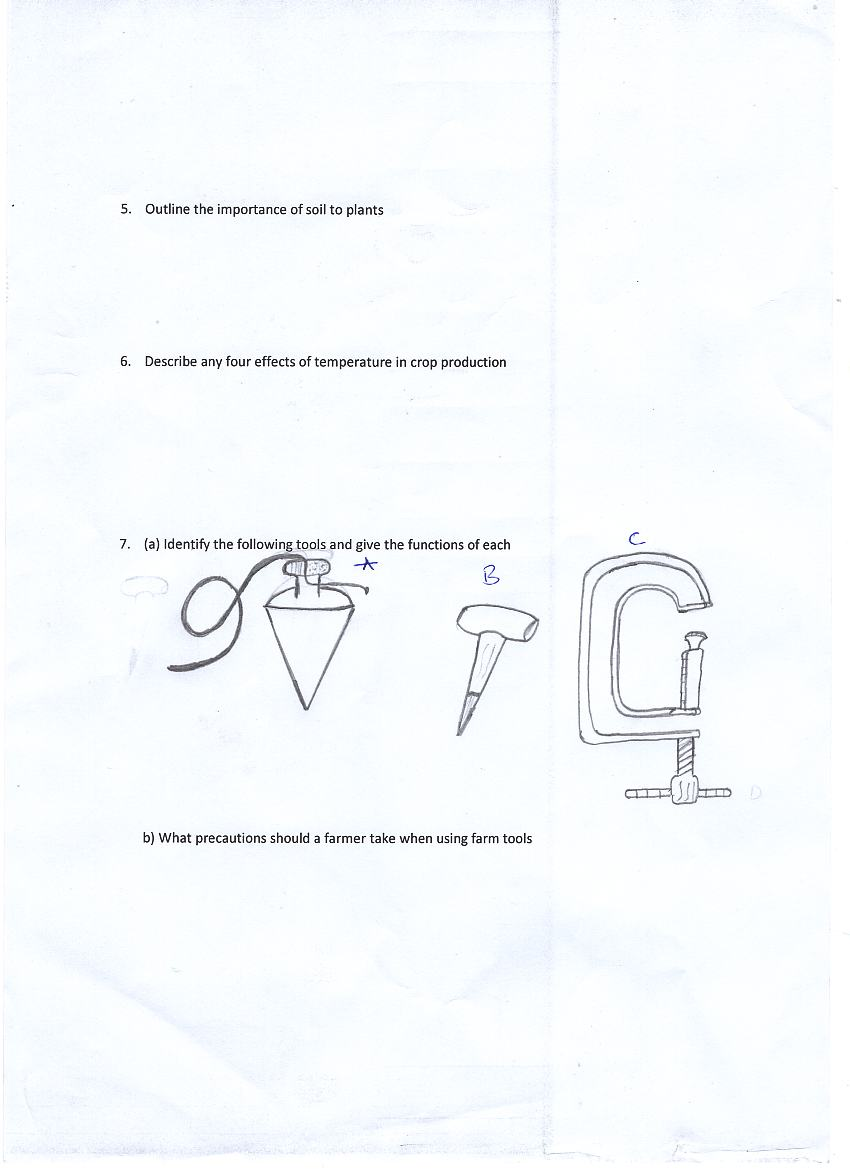 5. Outline the importance of soil to plants
6. Describe any four effects of temperature in crop production
7. (a) Identify the following tools and give the functions of each
A
B
C
D
b) What precautions should a farmer take when using farm tools